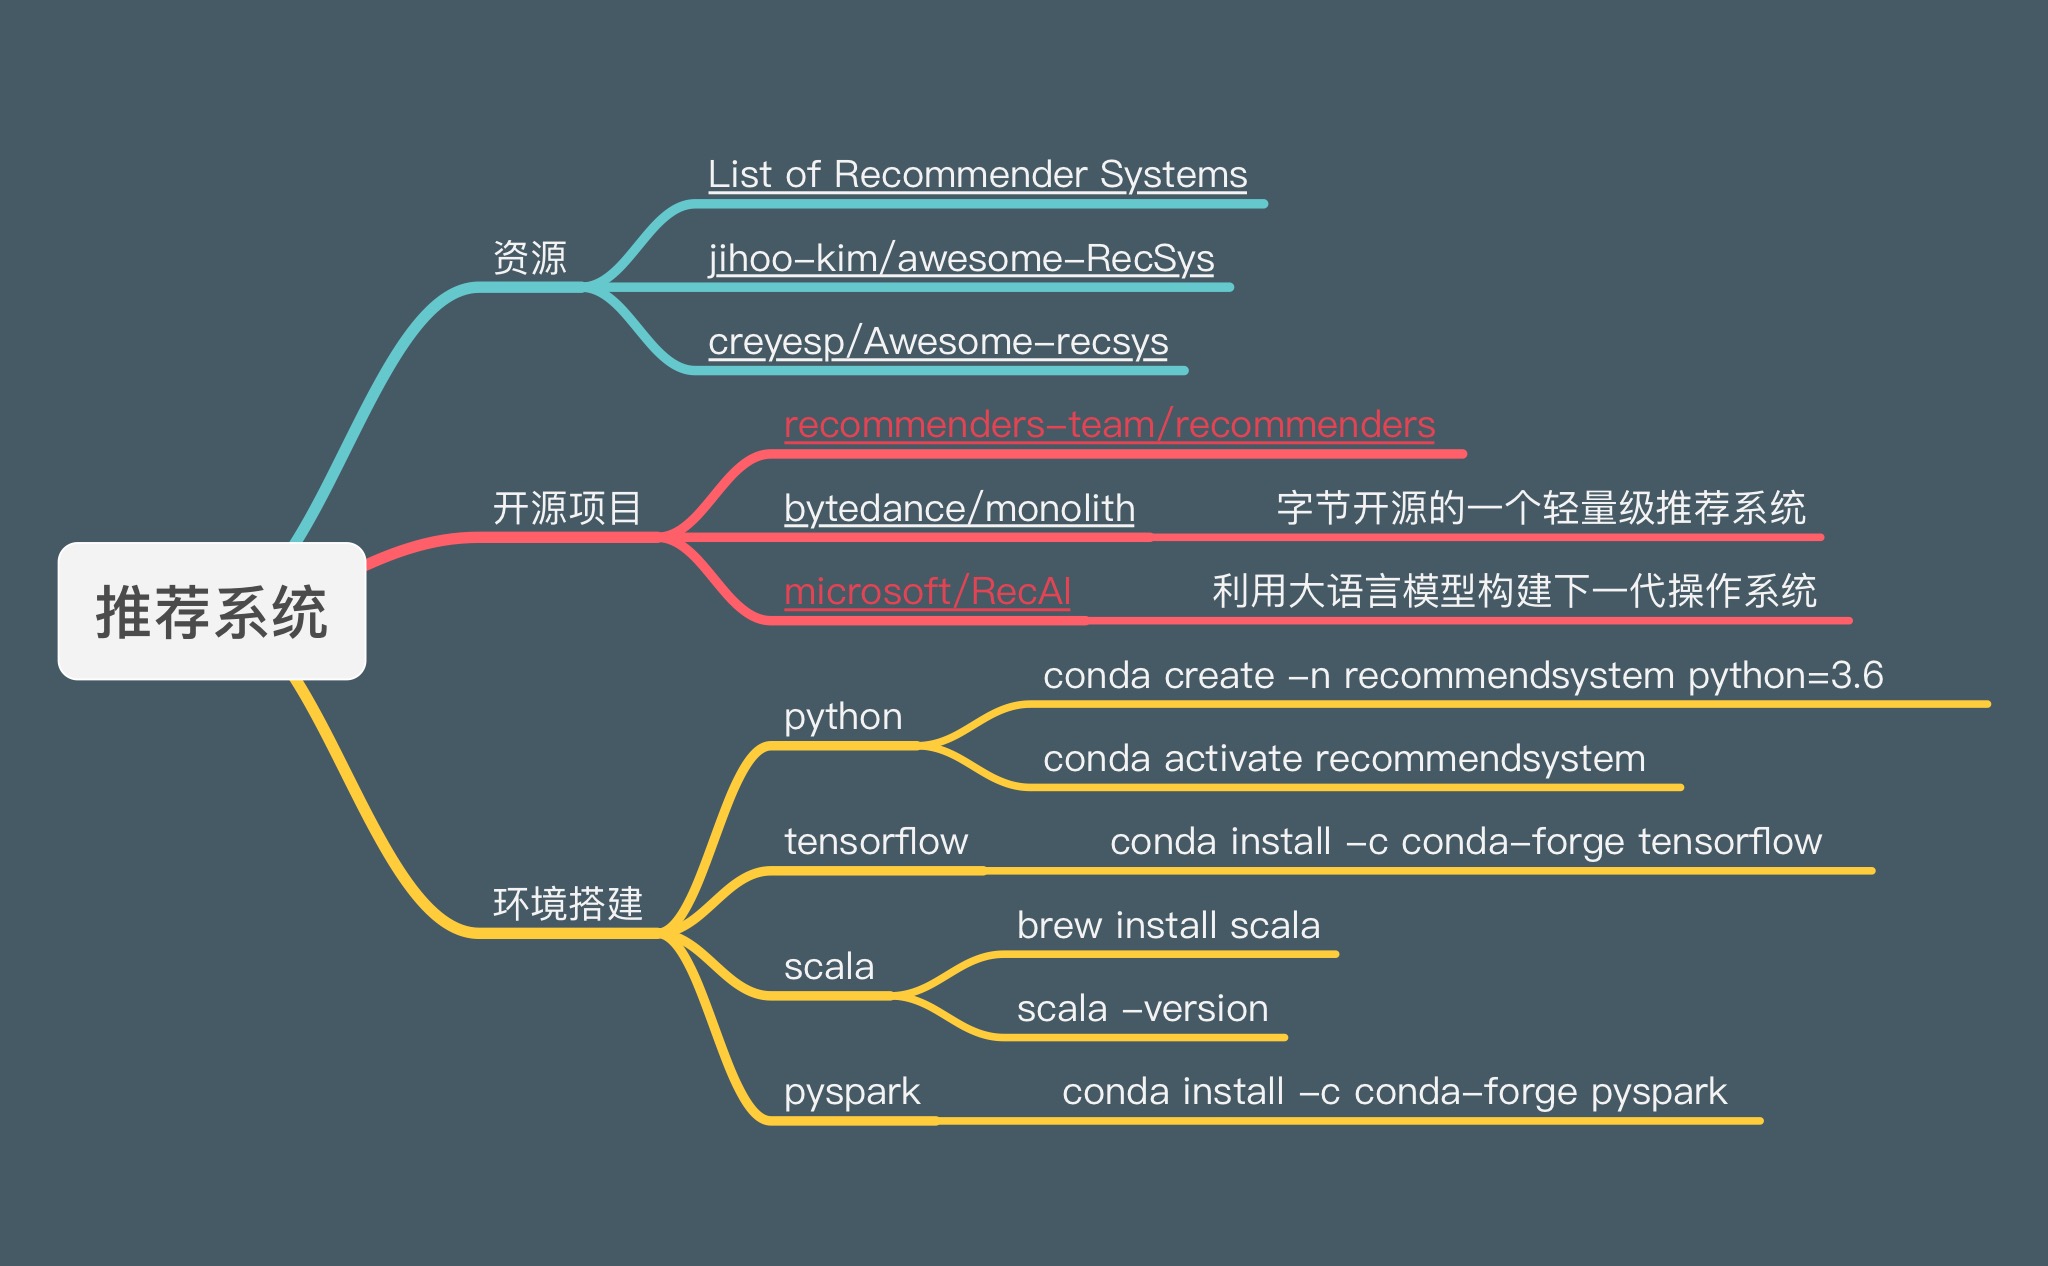 推荐系统
资源
List of Recommender Systems
jihoo-kim/awesome-RecSys
creyesp/Awesome-recsys
开源项目
recommenders-team/recommenders
bytedance/monolith
字节开源的一个轻量级推荐系统
microsoft/RecAI
利用大语言模型构建下一代操作系统
环境搭建
python
conda create -n recommendsystem python=3.6
conda activate recommendsystem
tensorflow
conda install -c conda-forge tensorflow
scala
brew install scala
scala -version
pyspark
conda install -c conda-forge pyspark